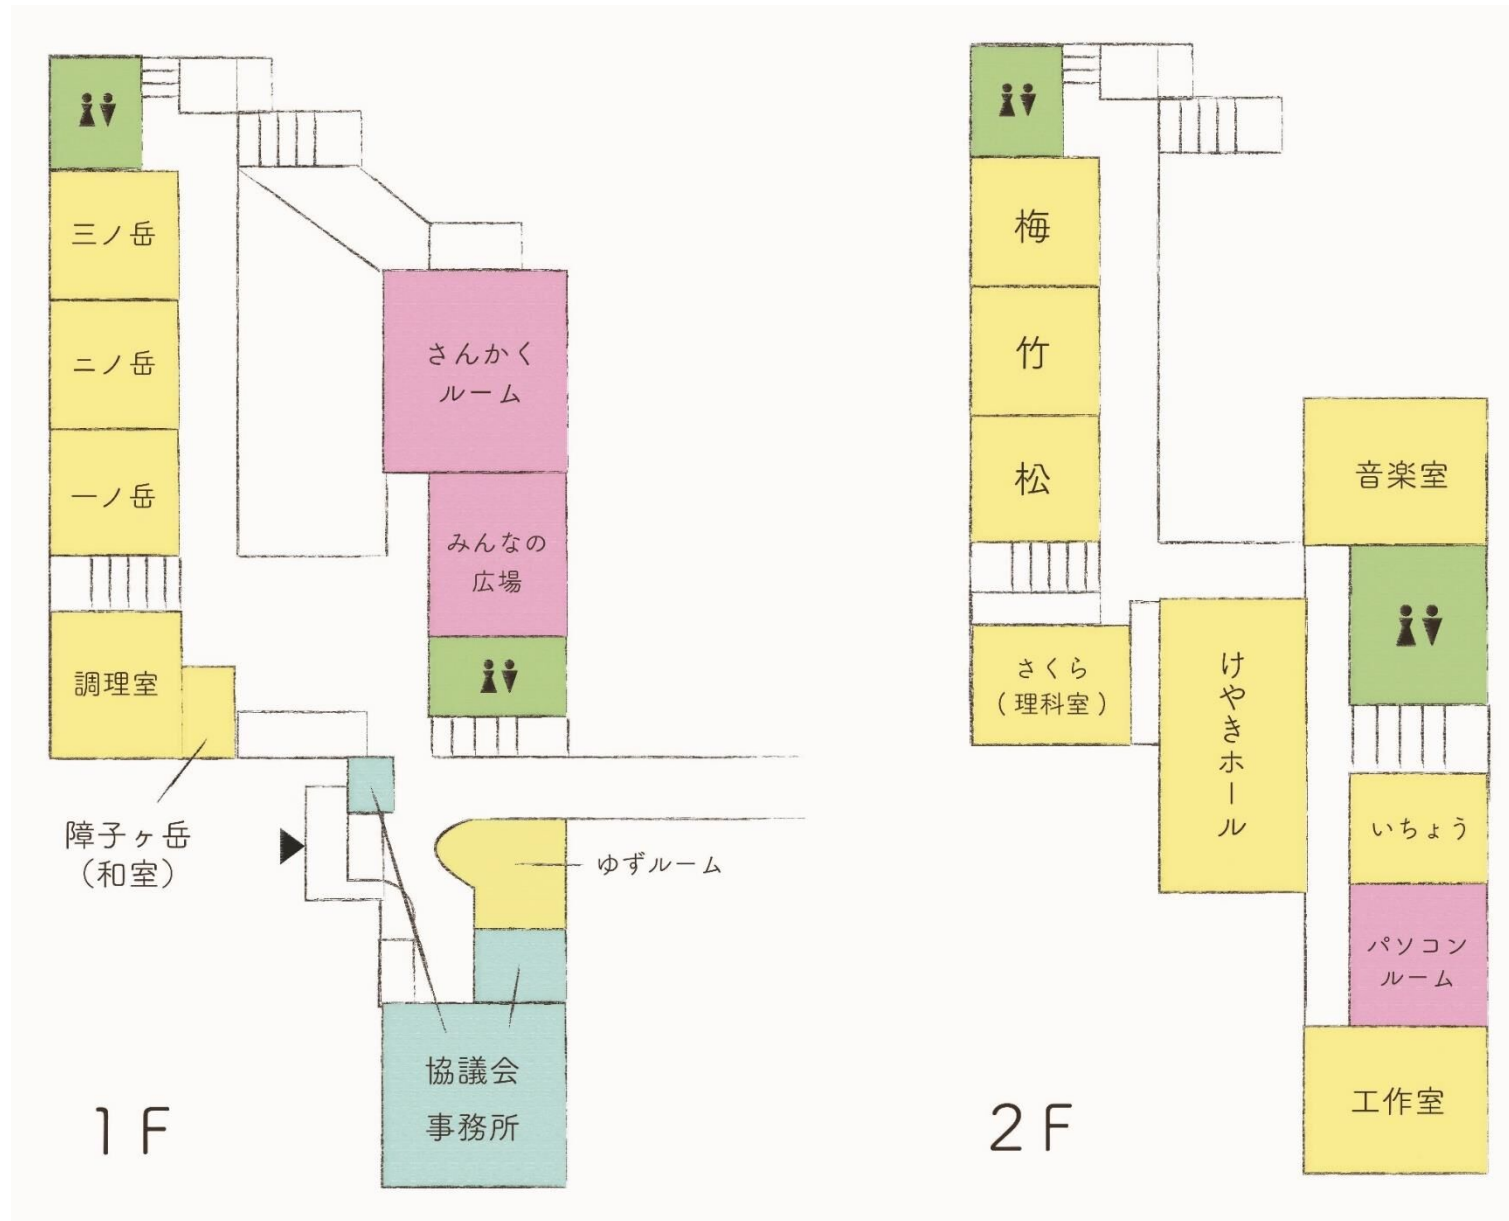 三ノ岳
二ノ岳
一ノ岳
調理室
障子ヶ岳
（和室）
さんかく
ルーム
みんなの
広場
ゆずルーム
協議会
事務所
1F
梅
竹
松
さくら
(理科室)
けやきホール
音楽室
いちょう
パソコン
ルーム
工作室
2F